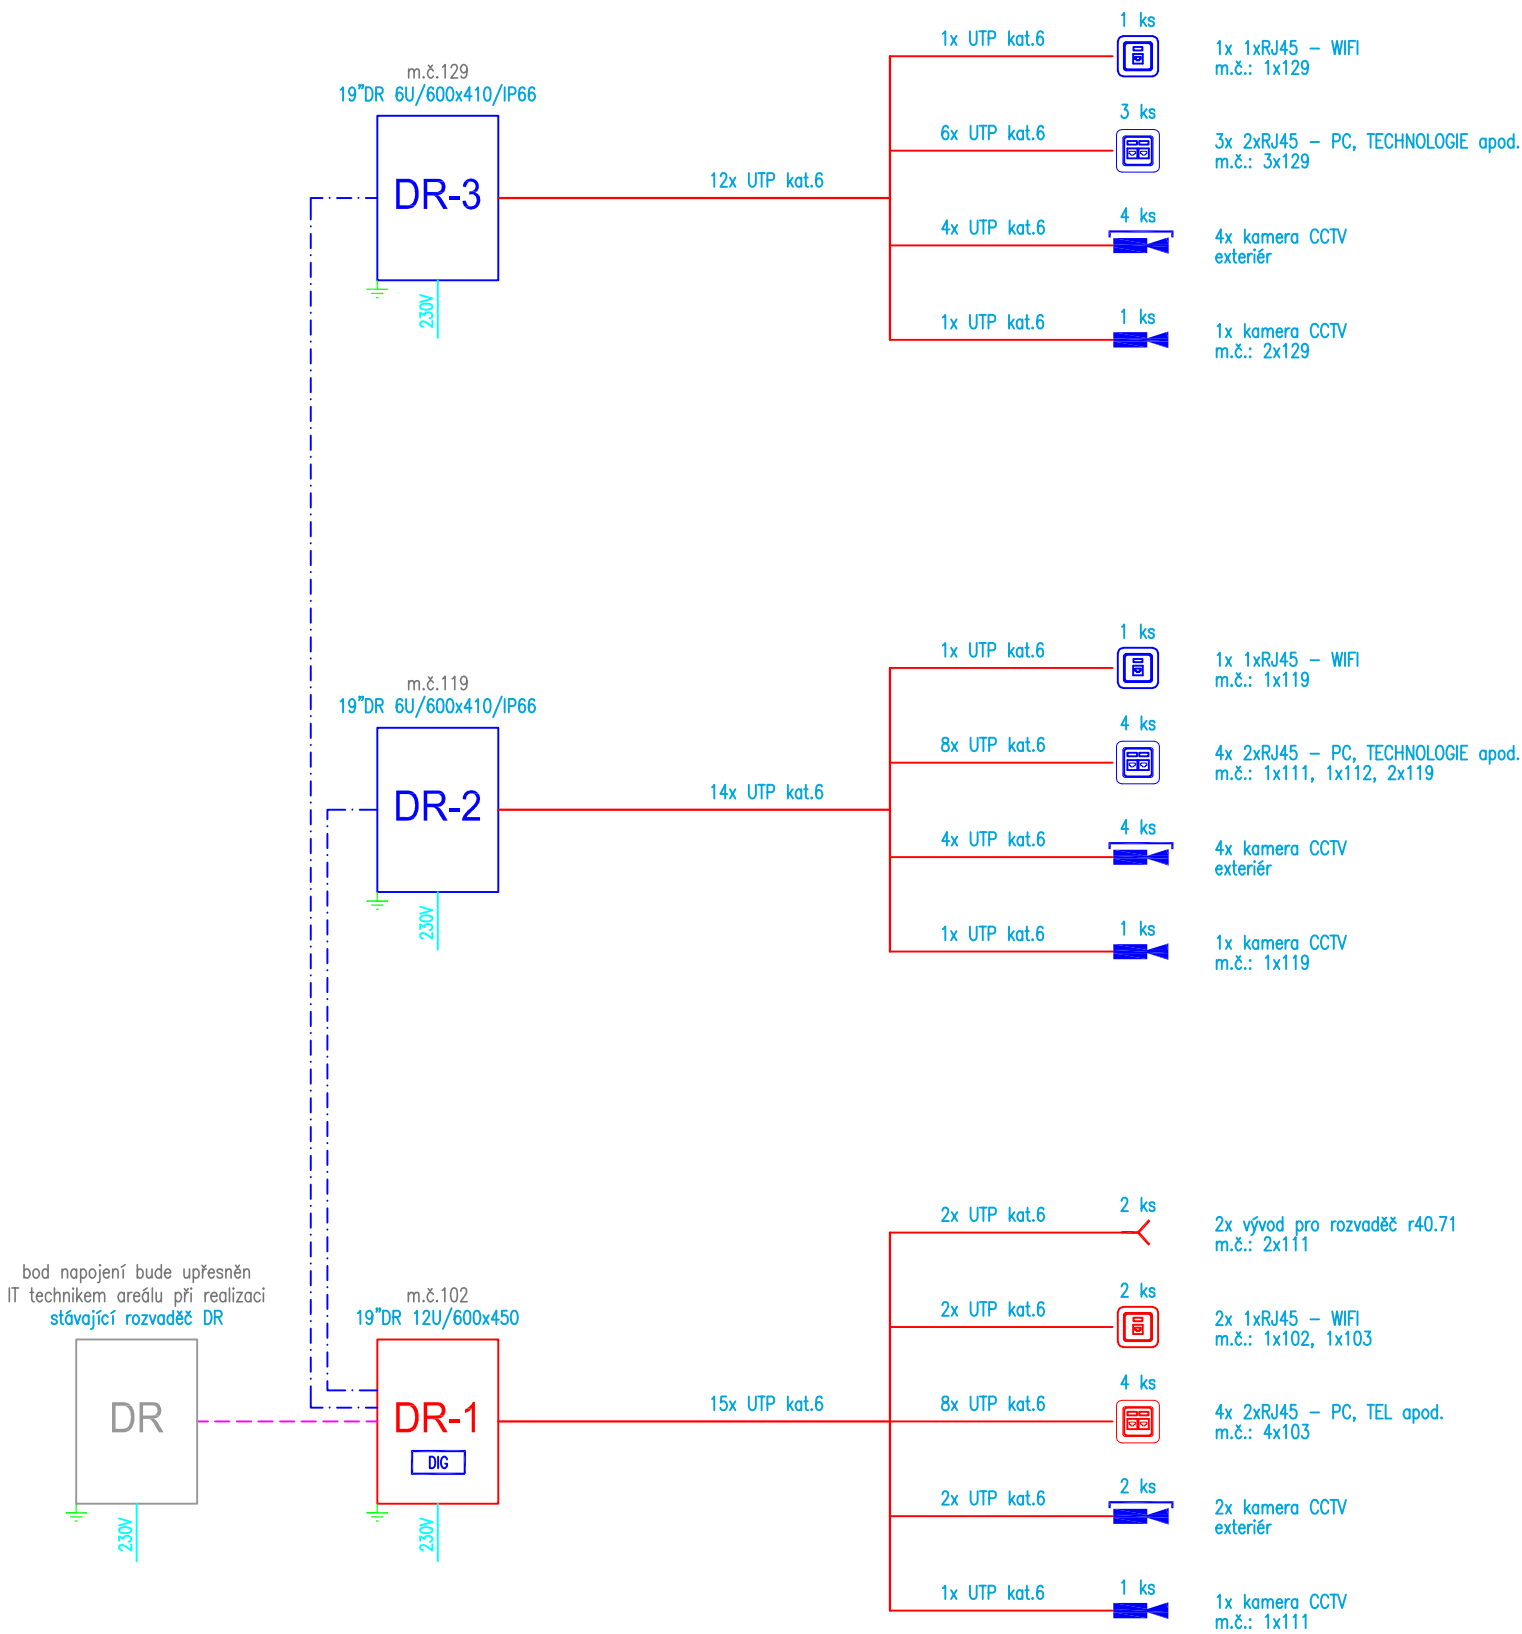 m.č.129
19"DR 6U/600x410/IP66
DR-3
230V
12x UTP kat.6
1x UTP kat.6
1 ks
1x 1xRJ45 – WIFI
m.č.: 1x129
6x UTP kat.6
3 ks
3x 2xRJ45 – PC, TECHNOLOGIE apod.
m.č.: 3x129
4x UTP kat.6
4 ks
4x kamera CCTV
exteriér
1x UTP kat.6
1 ks
1x kamera CCTV
m.č.: 2x129
m.č.119
19"DR 6U/600x410/IP66
DR-2
230V
14x UTP kat.6
1x UTP kat.6
1 ks
1x 1xRJ45 – WIFI
m.č.: 1x119
8x UTP kat.6
4 ks
4x 2xRJ45 – PC, TECHNOLOGIE apod.
m.č.: 1x111, 1x112, 2x119
4x UTP kat.6
4 ks
4x kamera CCTV
exteriér
1x UTP kat.6
1 ks
1x kamera CCTV
m.č.: 1x119
bod napojení bude upřesněn
IT technikem areálu při realizaci
stávající rozvaděč DR
DR
230V
m.č.102
19"DR 12U/600x450
DR-1
DIG
230V
15x UTP kat.6
2x UTP kat.6
2 ks
2x vývod pro rozvaděč r40.71
m.č.: 2x111
2x UTP kat.6
2 ks
2x 1xRJ45 – WIFI
m.č.: 1x102, 1x103
8x UTP kat.6
4 ks
4x 2xRJ45 – PC, TEL apod.
m.č.: 4x103
2x UTP kat.6
2 ks
2x kamera CCTV
exteriér
1x UTP kat.6
1 ks
1x kamera CCTV
m.č.: 1x111